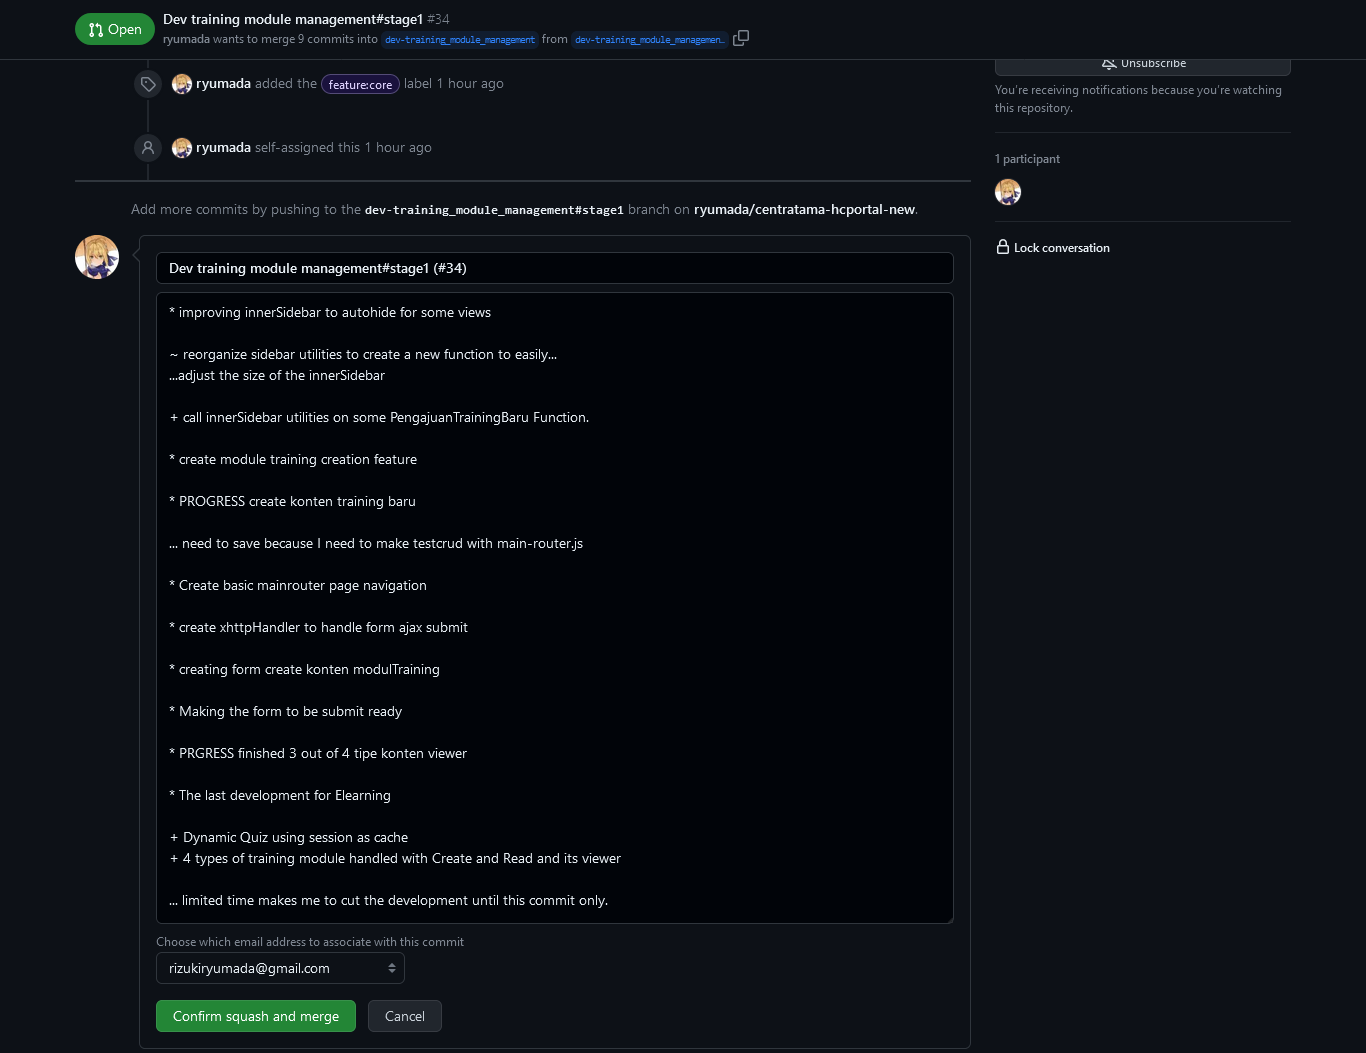 Open
Dev training module management#stage1 #34
ryumada wants to merge 9 commits into dev-training_module_management from dev-training_module_managemen…
ryumada added the feature:core label 1 hour ago
ryumada self-assigned this 1 hour ago
Add more commits by pushing to the dev-training_module_management#stage1 branch on ryumada/centratama-hcportal-new.
Dev training module management#stage1 (#34)
* improving innerSidebar to autohide for some views
~ reorganize sidebar utilities to create a new function to easily...
...adjust the size of the innerSidebar
+ call innerSidebar utilities on some PengajuanTrainingBaru Function.
* create module training creation feature
* PROGRESS create konten training baru
... need to save because I need to make testcrud with main-router.js
* Create basic mainrouter page navigation
* create xhttpHandler to handle form ajax submit
* creating form create konten modulTraining
* Making the form to be submit ready
* PRGRESS finished 3 out of 4 tipe konten viewer
* The last development for Elearning
+ Dynamic Quiz using session as cache
+ 4 types of training module handled with Create and Read and its viewer
... limited time makes me to cut the development until this commit only.
Choose which email address to associate with this commit
rizukiryumada@gmail.com
Confirm squash and merge
Cancel
Unsubscribe
You're receiving notifications because you're watching
this repository.
1 participant
Lock conversation